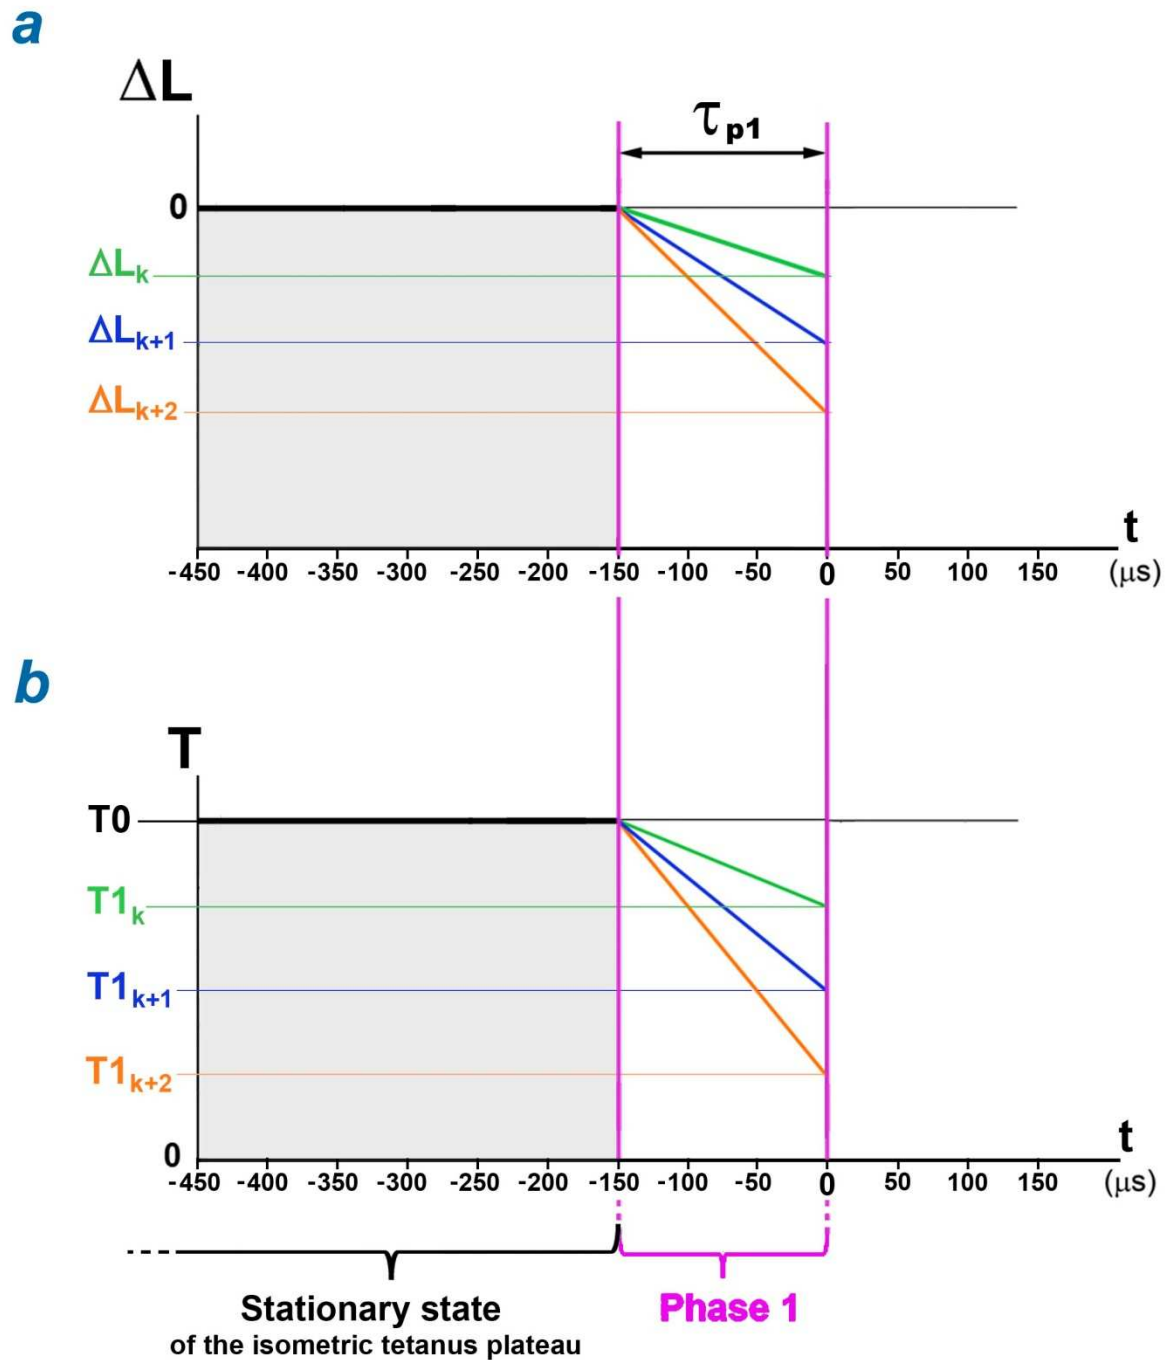 a
ΔL
τp1
0
ΔLk
ΔLk+1
ΔLk+2
t
-450 -400 -350 -300 -250 -200 -150 -100 -50 0 50 100 150 (μs)
b
T
T0
T1k
T1k+1
T1k+2
0
t
-450 -400 -350 -300 -250 -200 -150 -100 -50 0 50 100 150 (μs)
Stationary state
of the isometric tetanus plateau
Phase 1